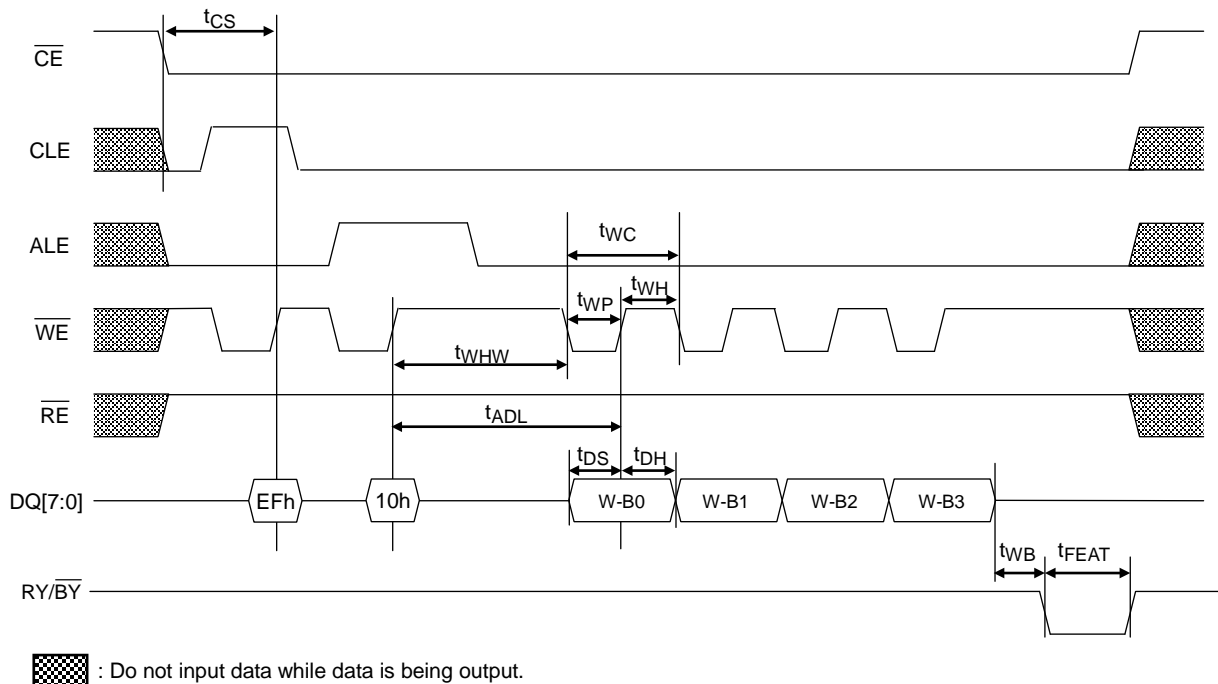 tCS
CE
CLE
ALE
tWC
tWP
tWH
WE
tWHW
RE
tADL
tDS
tDH
DQ[7:0]
EFh
10h
W-B0
W-B1
W-B2
W-B3
tWB
tFEAT
RY/BY
: Do not input data while data is being output.